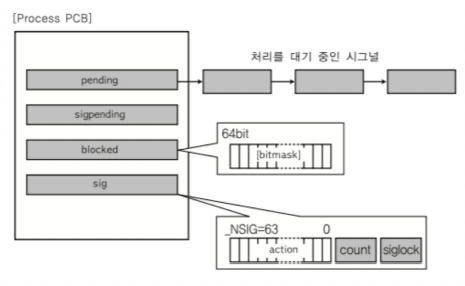 [Process PCB]
처리를 대기 중인 시그널
pending
sigpending
64bit
blocked
[bitmask]
sig
_NSIG=63 0
action count siglock